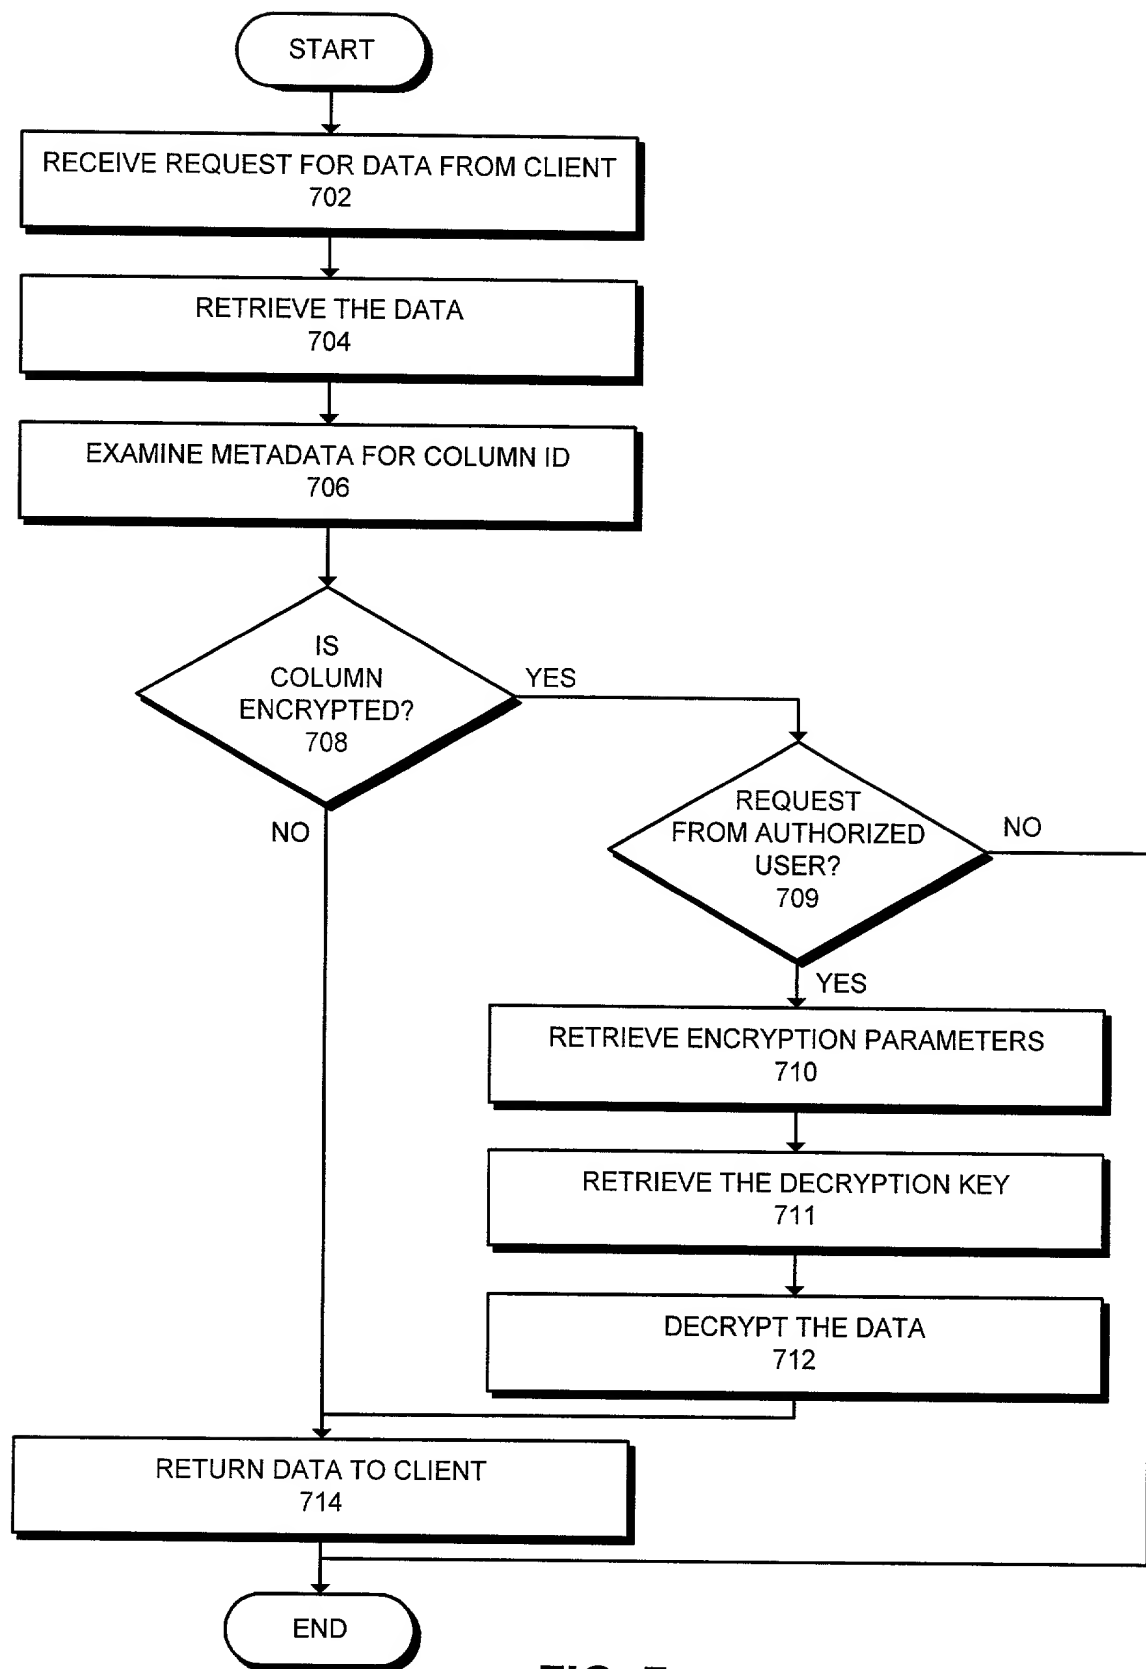 START
RECEIVE REQUEST FOR DATA FROM CLIENT
702
RETRIEVE THE DATA
704
EXAMINE METADATA FOR COLUMN ID
706
IS
COLUMN
ENCRYPTED?
708
YES
NO
REQUEST
FROM AUTHORIZED
USER?
709
NO
YES
RETRIEVE ENCRYPTION PARAMETERS
710
RETRIEVE THE DECRYPTION KEY
711
DECRYPT THE DATA
712
RETURN DATA TO CLIENT
714
END